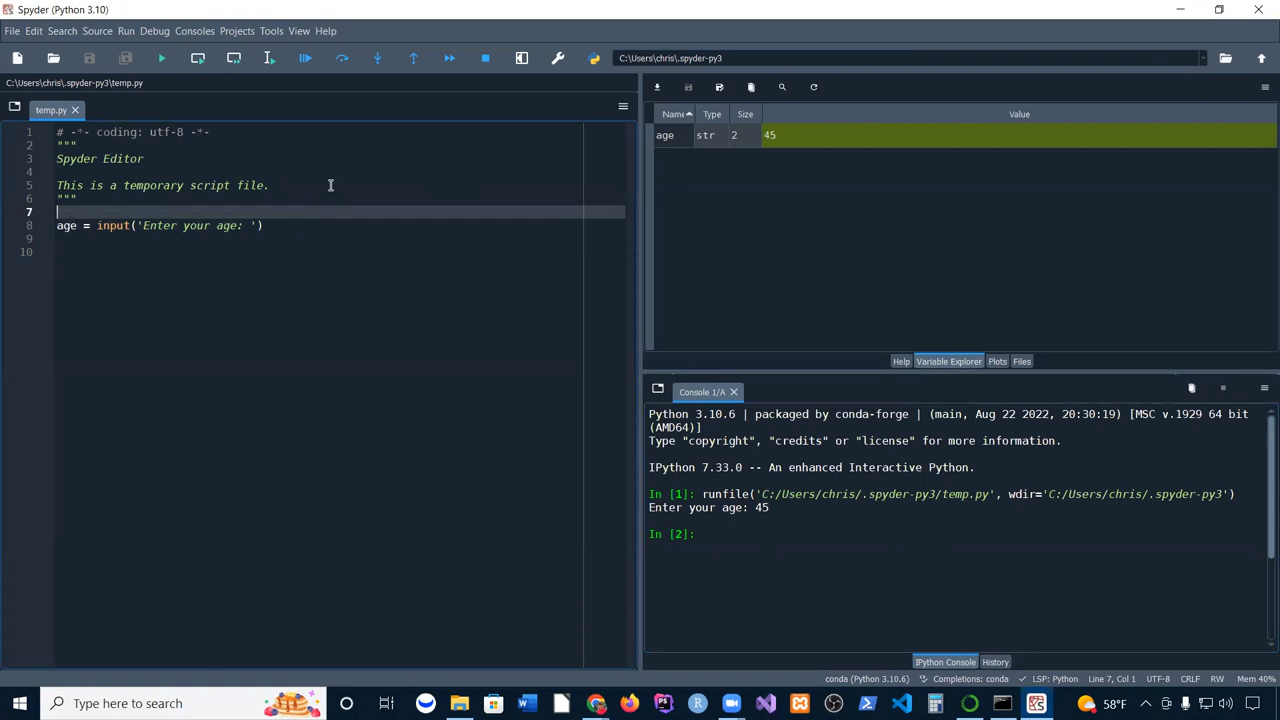 Spyder (Python 3.10)
File Edit Search Source Run Debug Consoles Projects Tools View Help
C:\Users\chris\.spyder-py3
C:\Users\chris\.spyder-py3\temp.py
temp.py
1 # -*- coding: utf-8 -*-
2 """
3 Spyder Editor
4
5 This is a temporary script file.
6 """
7
8 age = input('Enter your age: ')
9
10
Name Type Size Value
age str 2 45
Help Variable Explorer Plots Files
Console 1/A
Python 3.10.6 | packaged by conda-forge | (main, Aug 22 2022, 20:30:19) [MSC v.1929 64 bit
(AMD64)]
Type "copyright", "credits" or "license" for more information.
IPython 7.33.0 -- An enhanced Interactive Python.
In [1]: runfile('C:/Users/chris/.spyder-py3/temp.py', wdir='C:/Users/chris/.spyder-py3')
Enter your age: 45
In [2]:
IPython Console History
conda (Python 3.10.6) Completions: conda LSP: Python Line 7, Col 1 UTF-8 CRLF RW Mem 40%
Type here to search
PS
R
W
58°F